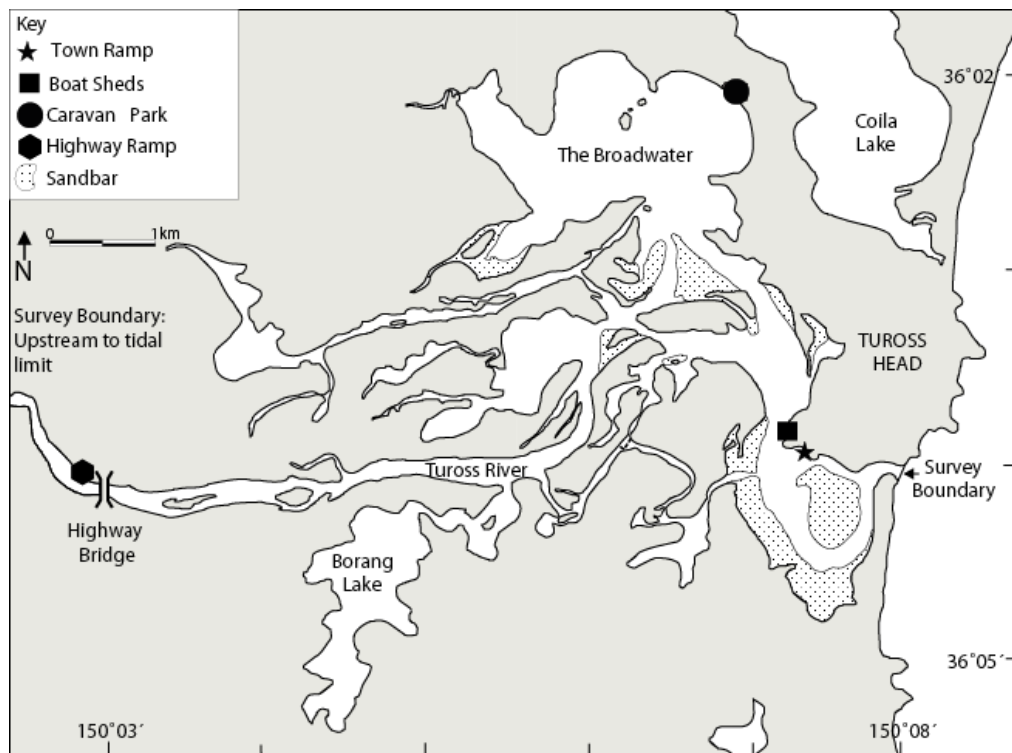 Key
Town Ramp
Boat Sheds
Caravan Park
Highway Ramp
Sandbar
0 1km
N
Survey Boundary:
Upstream to tidal
limit
The Broadwater
Coila
Lake
36°02´
TUROSS
HEAD
Tuross River
Survey
Boundary
Highway
Bridge
Borang
Lake
36°05´
150°03´
150°08´